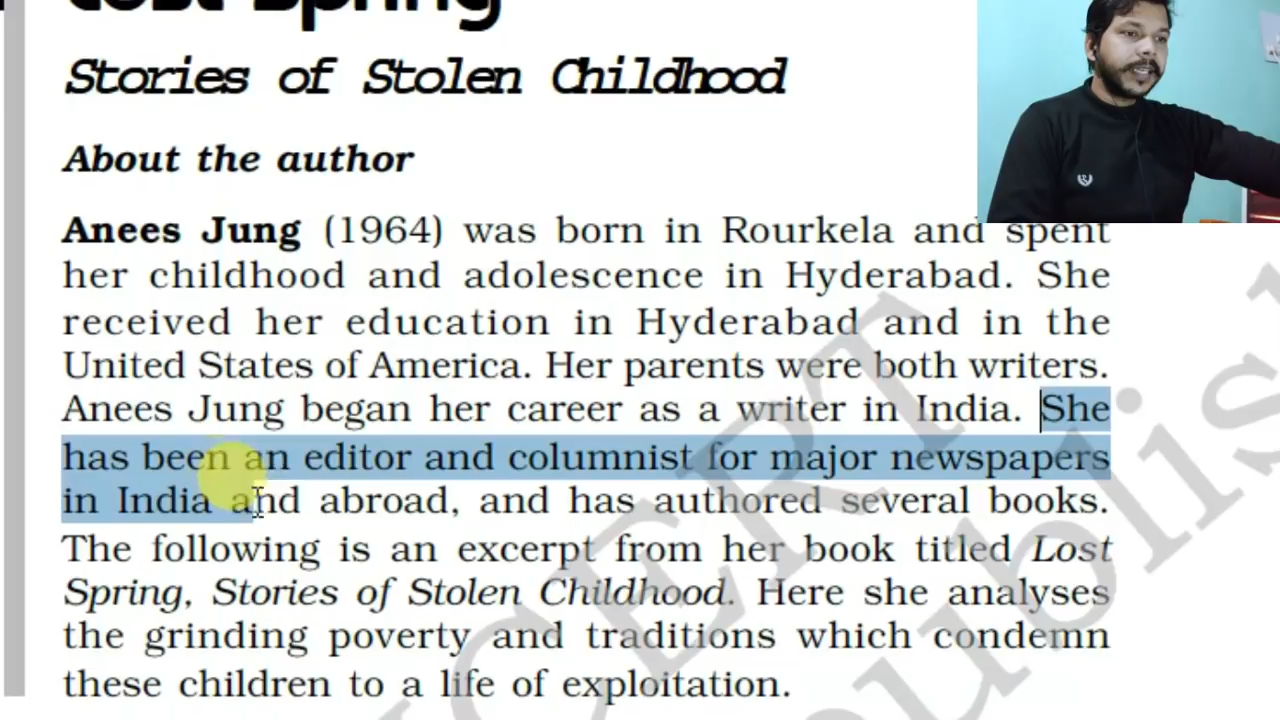 Lost Spring
Stories of Stolen Childhood
About the author
Anees Jung (1964) was born in Rourkela and spent
her childhood and adolescence in Hyderabad. She
received her education in Hyderabad and in the
United States of America. Her parents were both writers.
Anees Jung began her career as a writer in India. She
has been an editor and columnist for major newspapers
in India and abroad, and has authored several books.
The following is an excerpt from her book titled Lost
Spring, Stories of Stolen Childhood. Here she analyses
the grinding poverty and traditions which condemn
these children to a life of exploitation.